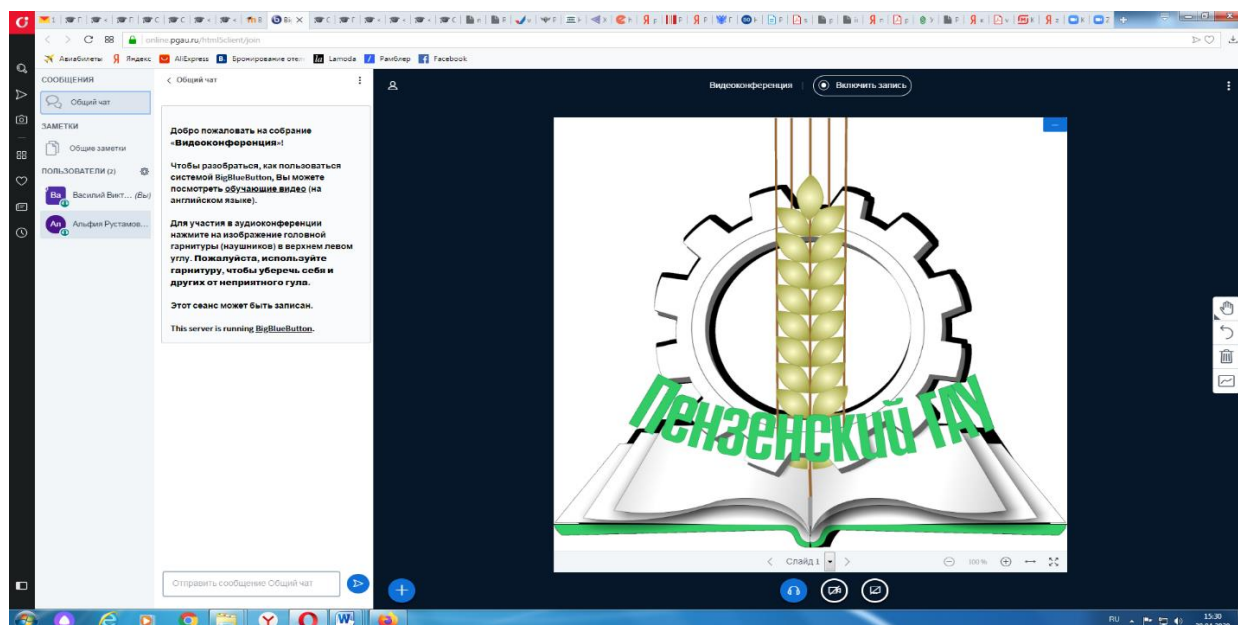 online.pgau.ru/html5client/join
Авиабилеты Яндекс AliExpress Бронирование отел Lamoda Рамблер Facebook
СООБЩЕНИЯ
Общий чат
ЗАМЕТКИ
Общие заметки
ПОЛЬЗОВАТЕЛИ (2)
Ва Василий Викт... (Вы)
Ал Альфия Рустамов...
Общий чат
Добро пожаловать на собрание
«Видеоконференция»!
Чтобы разобраться, как пользоваться
системой BigBlueButton, Вы можете
посмотреть обучающие видео (на
английском языке).
Для участия в аудиоконференции
нажмите на изображение головной
гарнитуры (наушников) в верхнем левом
углу. Пожалуйста, используйте
гарнитуру, чтобы уберечь себя и
других от неприятного гула.
Этот сеанс может быть записан.
This server is running BigBlueButton.
Отправить сообщение Общий чат
Видеоконференция
Включить запись
Пензенский ГАУ
Слайд 1
100%
RU
15:30